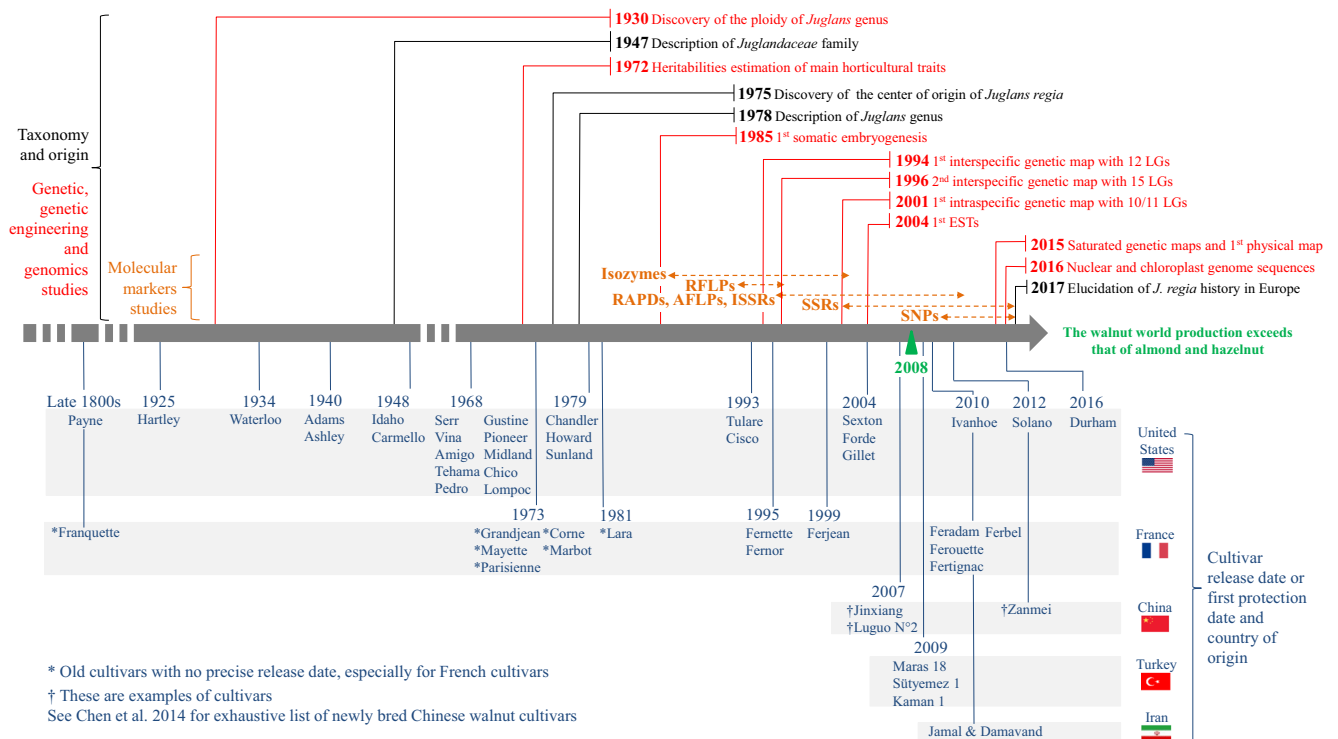 1930 Discovery of the ploidy of Juglans genus
1947 Description of Juglandaceae family
1972 Heritabilities estimation of main horticultural traits
1975 Discovery of the center of origin of Juglans regia
1978 Description of Juglans genus
1985 1st somatic embryogenesis
1994 1st interspecific genetic map with 12 LGs
1996 2nd interspecific genetic map with 15 LGs
2001 1st intraspecific genetic map with 10/11 LGs
2004 1st ESTs
2015 Saturated genetic maps and 1st physical map
2016 Nuclear and chloroplast genome sequences
2017 Elucidation of J. regia history in Europe
Taxonomy
and origin
Genetic,
genetic
engineering
and
genomics
studies
Molecular
markers
studies
Isozymes
RFLPs
RAPDs, AFLPs, ISSRs
SSRs
SNPs
The walnut world production exceeds
that of almond and hazelnut
2008
Late 1800s
Payne
1925
Hartley
1934
Waterloo
1940
Adams
Ashley
1948
Idaho
Carmello
1968
Serr
Vina
Amigo
Tehama
Pedro
Gustine
Pioneer
Midland
Chico
Lompoc
1979
Chandler
Howard
Sunland
1993
Tulare
Cisco
2004
Sexton
Forde
Gillet
2010
Ivanhoe
2012
Solano
2016
Durham
United
States
*Franquette
1973
*Grandjean
*Mayette
*Parisienne
*Corne
*Marbot
1981
*Lara
1995
Fernette
Fernor
1999
Ferjean
Feradam
Ferouette
Fertignac
Ferbel
France
2007
†Jinxiang
†Luguo N°2
†Zanmei
China
2009
Maras 18
Sütyemez 1
Kaman 1
Turkey
Jamal & Damavand
Iran
Cultivar
release date or
first protection
date and
country of
origin
* Old cultivars with no precise release date, especially for French cultivars
† These are examples of cultivars
See Chen et al. 2014 for exhaustive list of newly bred Chinese walnut cultivars